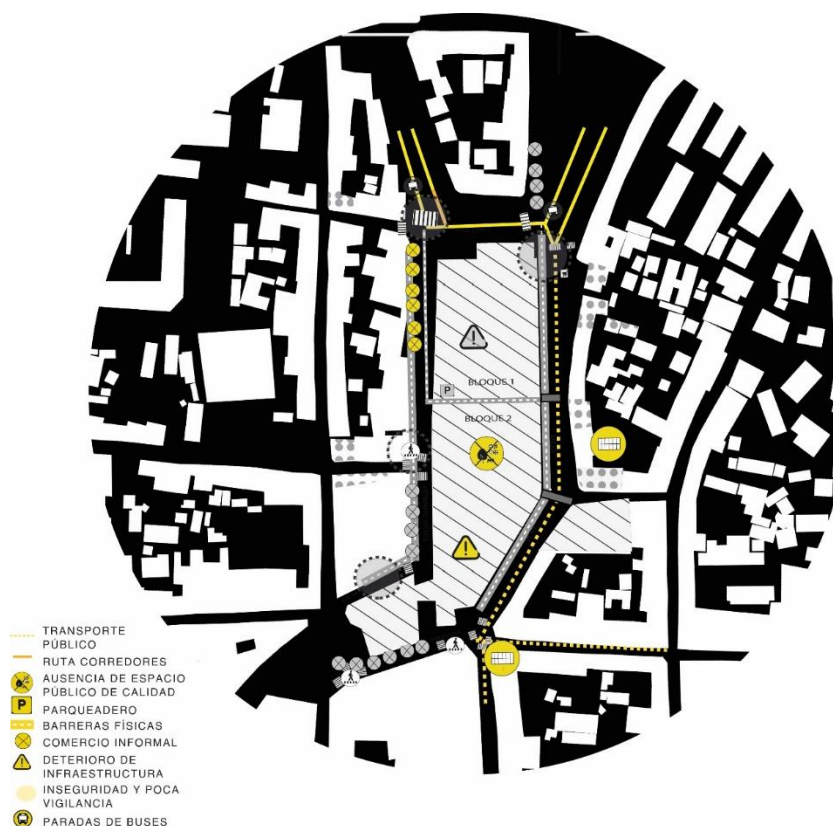 BLOQUE 1
P
BLOQUE 2
TRANSPORTE
PÚBLICO
RUTA CORREDORES
AUSENCIA DE ESPACIO
PÚBLICO DE CALIDAD
P PARQUEADERO
BARRERAS FÍSICAS
COMERCIO INFORMAL
DETERIORO DE
INFRAESTRUCTURA
INSEGURIDAD Y POCA
VIGILANCIA
PARADAS DE BUSES